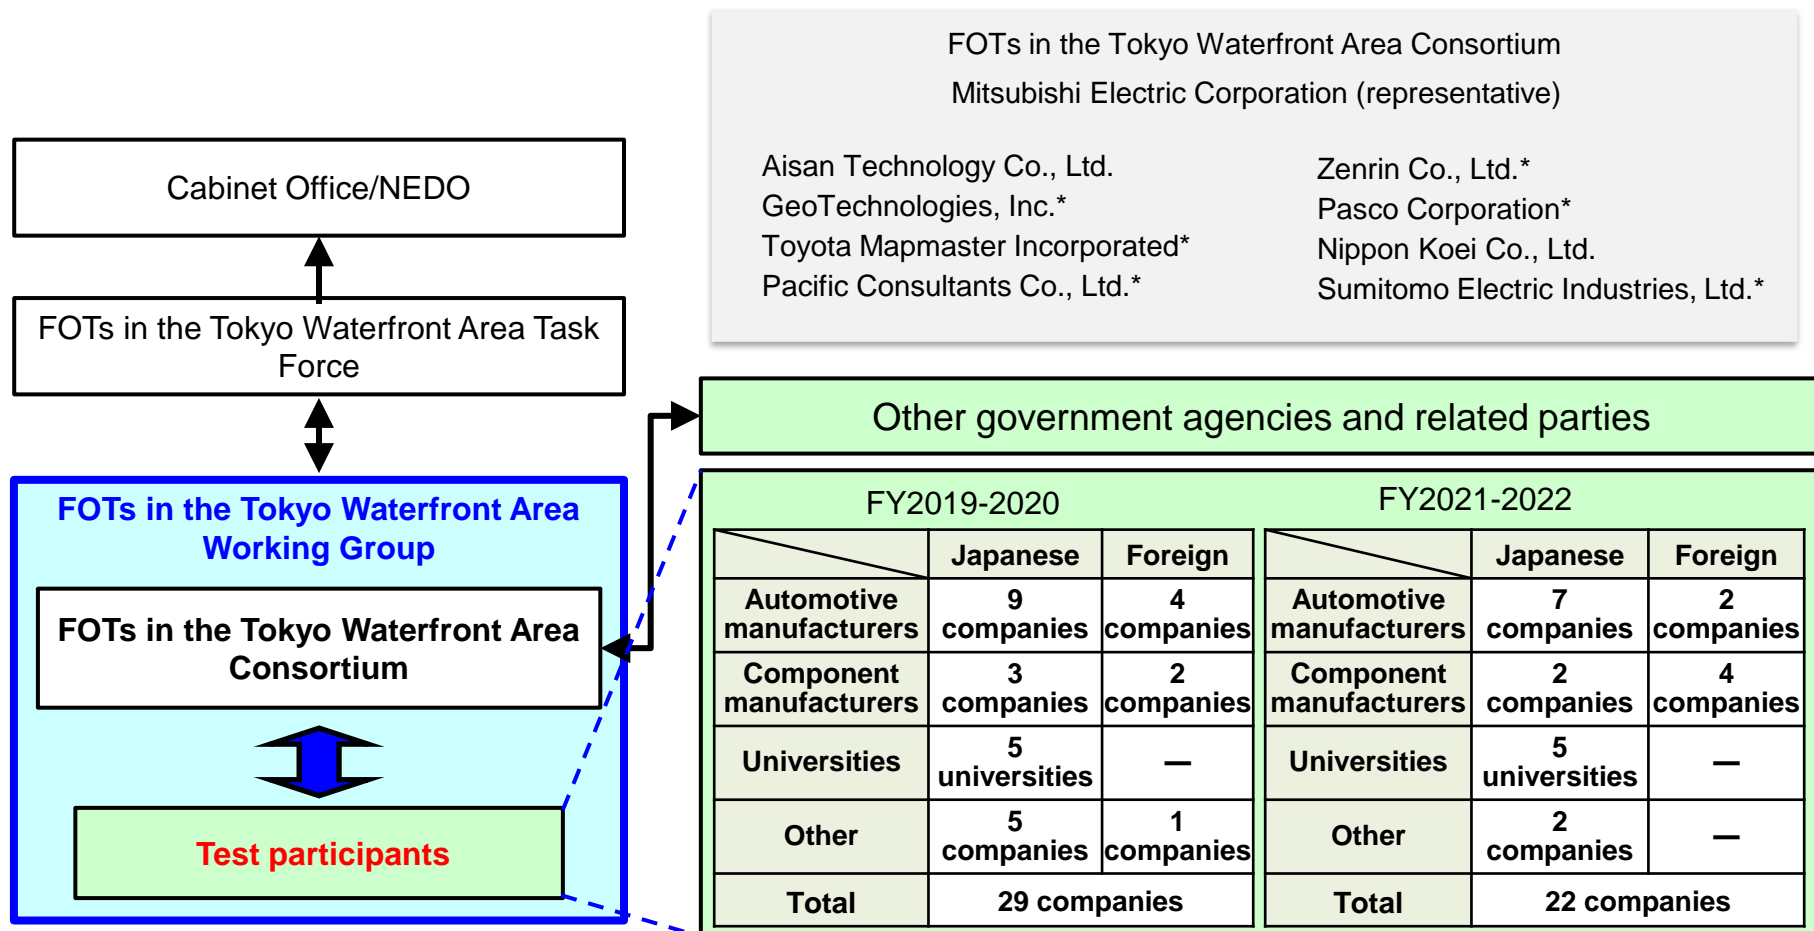 FOTs in the Tokyo Waterfront Area Consortium
Mitsubishi Electric Corporation (representative)
Aisan Technology Co., Ltd.
GeoTechnologies, Inc.*
Toyota Mapmaster Incorporated*
Pacific Consultants Co., Ltd.*
Zenrin Co., Ltd.*
Pasco Corporation*
Nippon Koei Co., Ltd.
Sumitomo Electric Industries, Ltd.*
Cabinet Office/NEDO
FOTs in the Tokyo Waterfront Area Task
Force
FOTs in the Tokyo Waterfront Area
Working Group
FOTs in the Tokyo Waterfront Area
Consortium
Test participants
Other government agencies and related parties
FY2019-2020
Japanese Foreign
Automotive manufacturers 9 companies 4 companies
Component manufacturers 3 companies 2 companies
Universities 5 universities —
Other 5 companies 1 companies
Total 29 companies
FY2021-2022
Japanese Foreign
Automotive manufacturers 7 companies 2 companies
Component manufacturers 2 companies 4 companies
Universities 5 universities —
Other 2 companies —
Total 22 companies